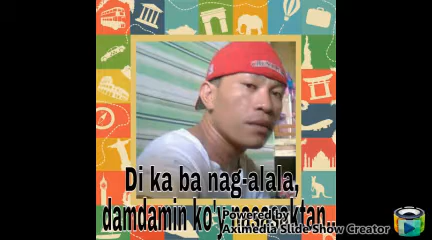 Di ka ba nag-alala,
damdamin ko'y
Powered by
Aximedia Slide Show Creator